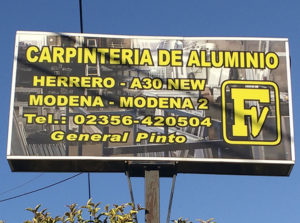 CARPINTERIA DE ALUMINIO
HERRERO - A30 NEW
MODENA - MODENA 2
Tel.: 02356-420504
General Pinto
FV